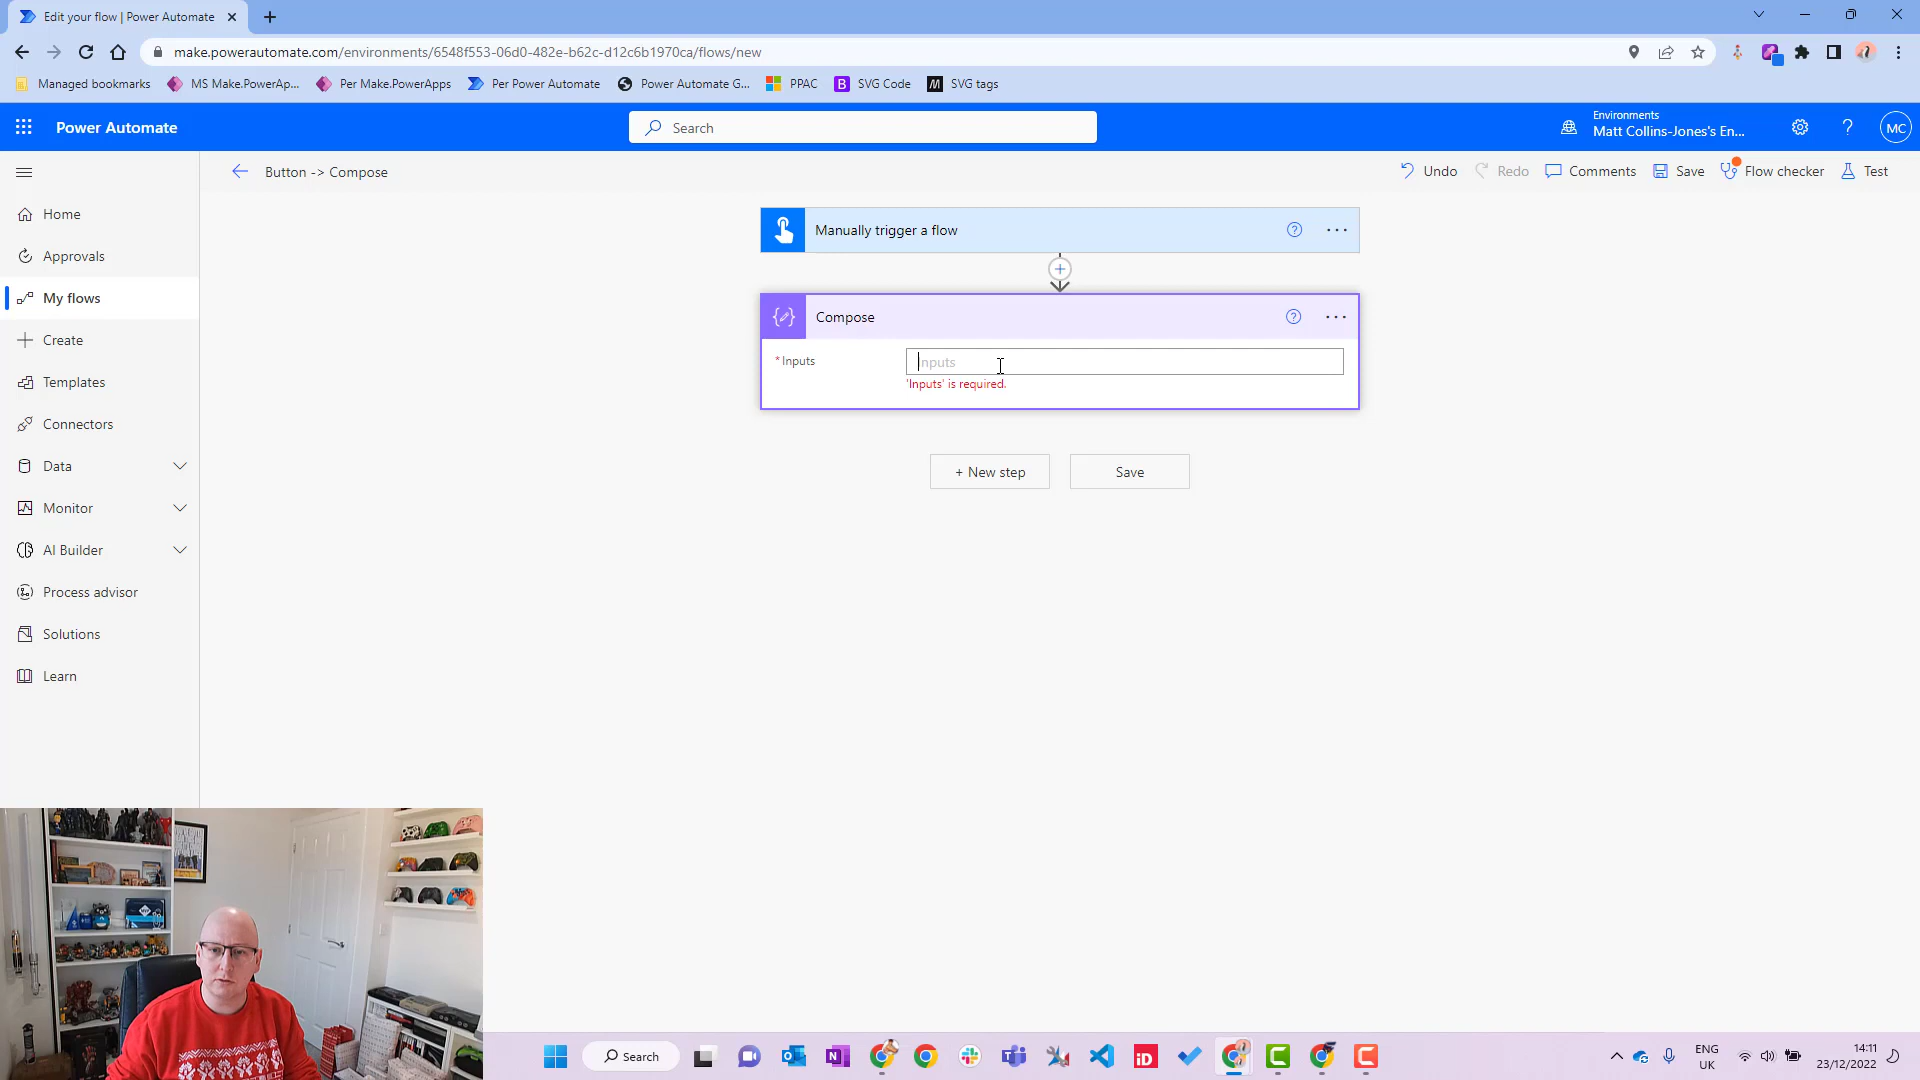 Edit your flow | Power Automate
make.powerautomate.com/environments/6548f553-06d0-482e-b62c-d12c6b1970ca/flows/new
Managed bookmarks
MS Make.PowerAp...
Per Make.PowerApps
Per Power Automate
Power Automate G...
PPAC
SVG Code
SVG tags
Power Automate
Search
Environments
Matt Collins-Jones's En...
MC
Button -> Compose
Undo
Redo
Comments
Save
Flow checker
Test
Home
Approvals
My flows
Create
Templates
Connectors
Data
Monitor
AI Builder
Process advisor
Solutions
Learn
Manually trigger a flow
Compose
* Inputs
Inputs
'Inputs' is required.
+ New step
Save
Search
ENG
UK
14:11
23/12/2022